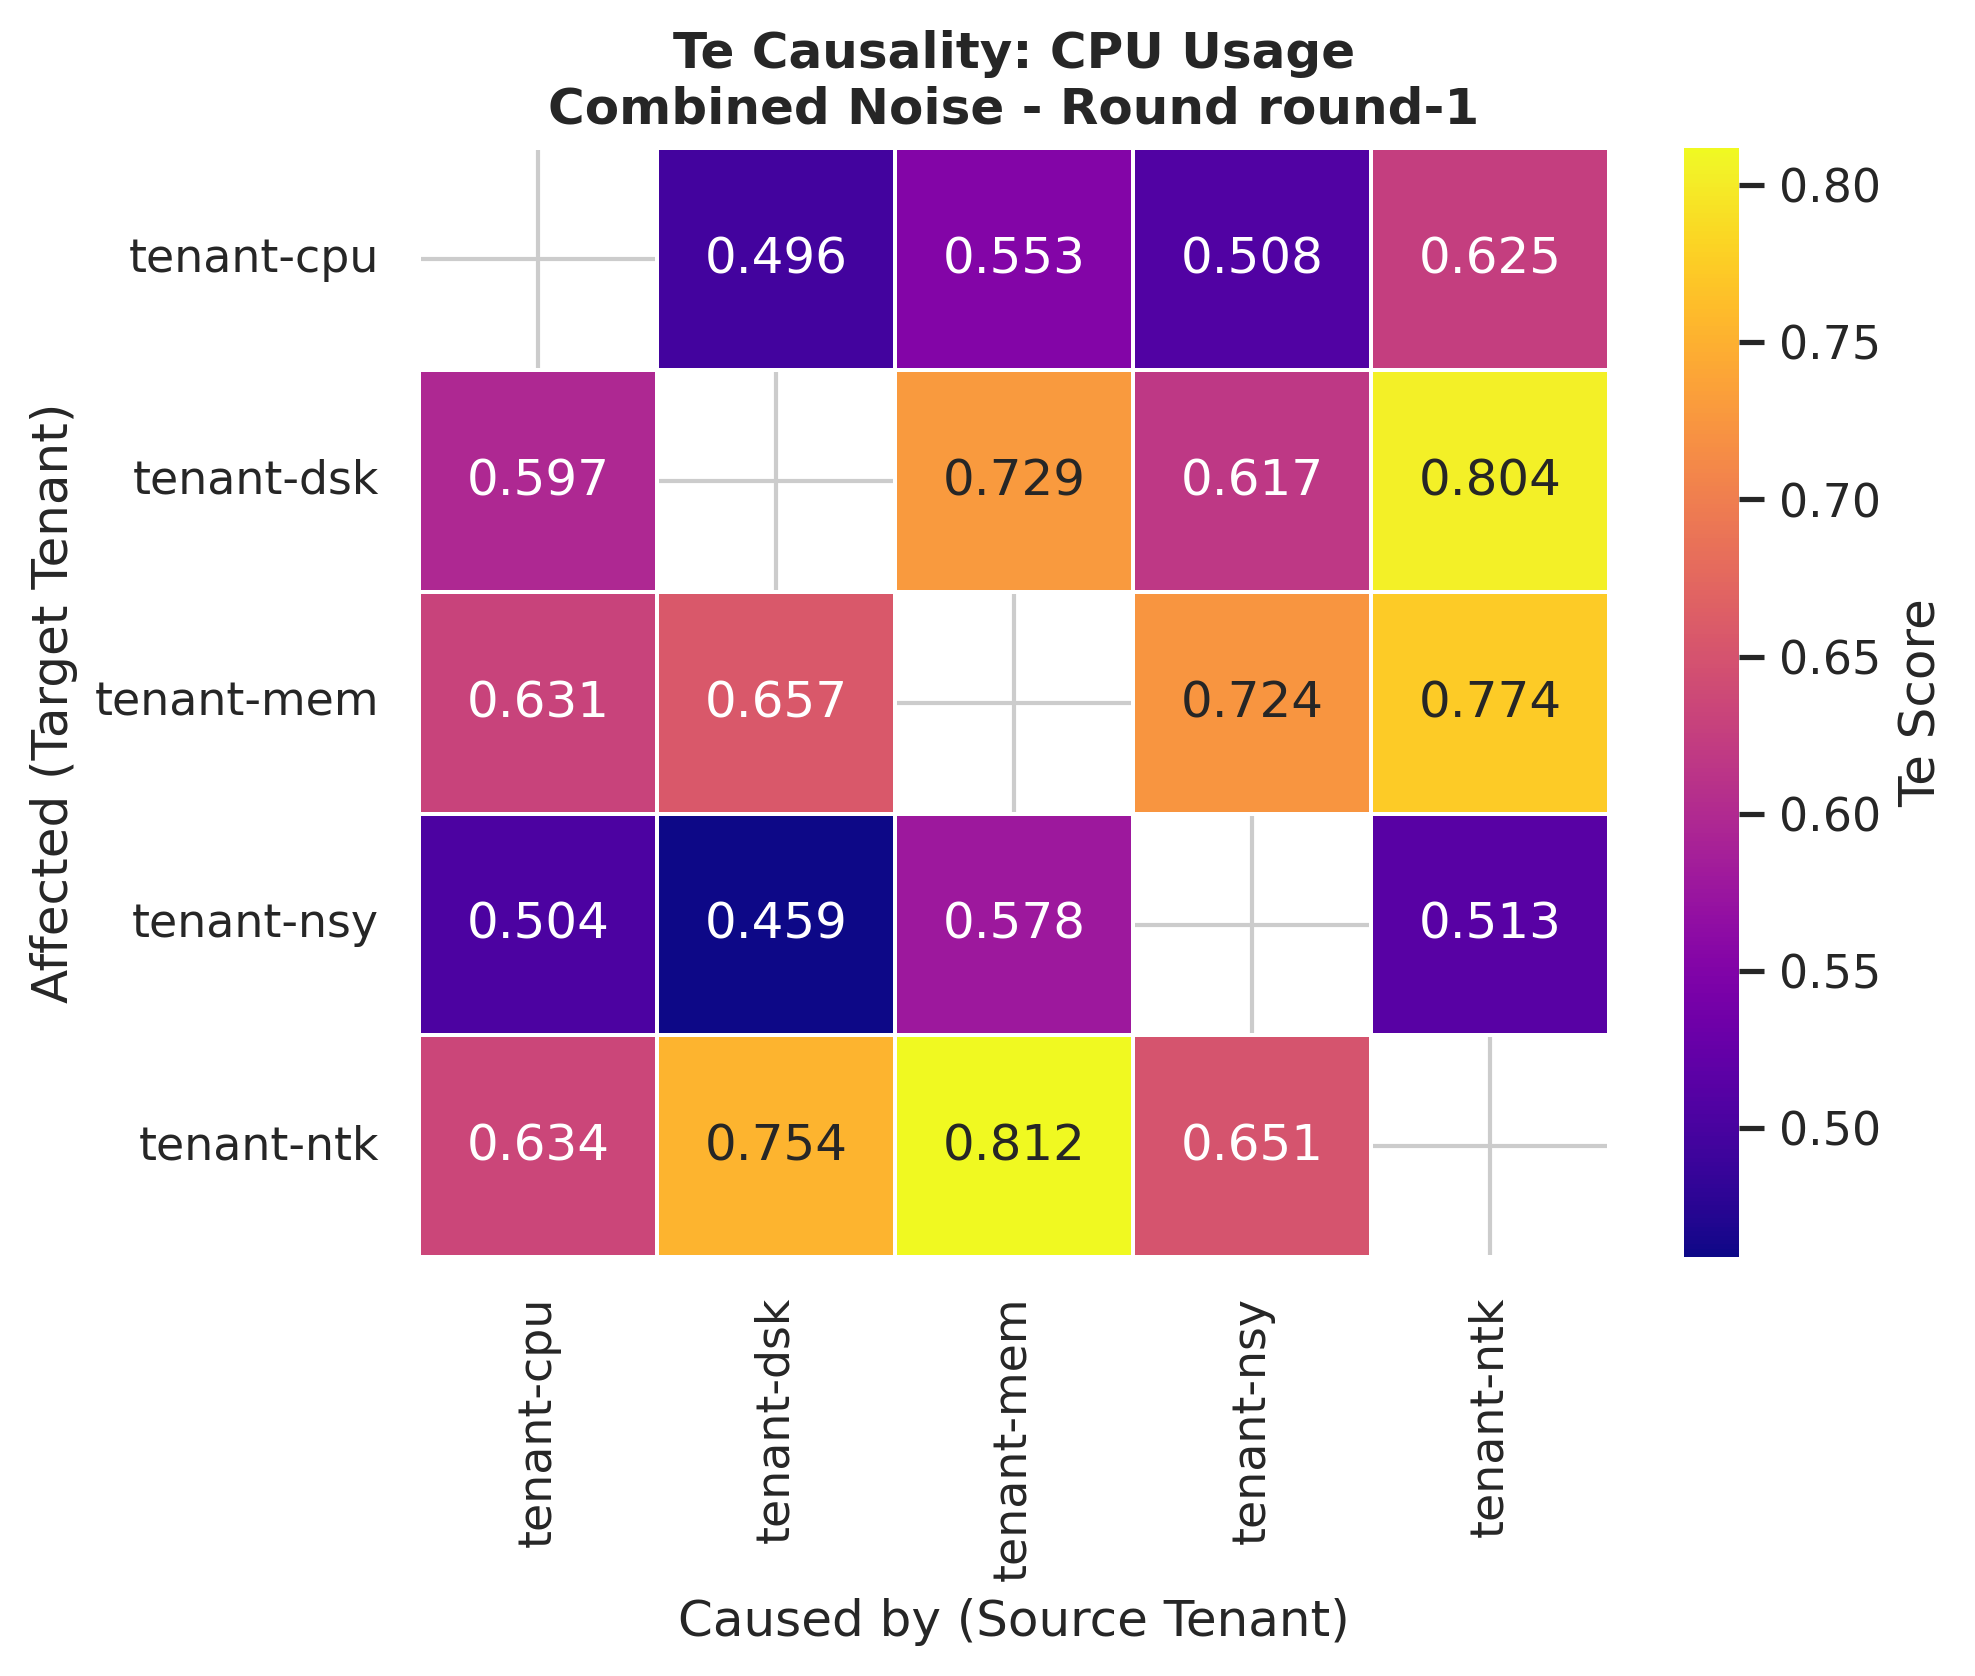 Te Causality: CPU Usage
Combined Noise - Round round-1
Affected (Target Tenant)
tenant-cpu 0.496 0.553 0.508 0.625
tenant-dsk 0.597 0.729 0.617 0.804
tenant-mem 0.631 0.657 0.724 0.774
tenant-nsy 0.504 0.459 0.578 0.513
tenant-ntk 0.634 0.754 0.812 0.651
tenant-cpu
tenant-dsk
tenant-mem
tenant-nsy
tenant-ntk
Caused by (Source Tenant)
0.80
0.75
0.70
0.65
0.60
0.55
0.50
Te Score